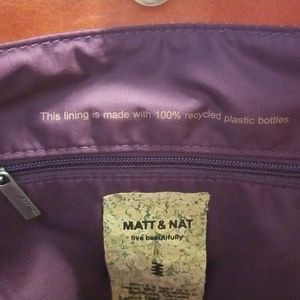 This lining is made with 100% recycled plastic bottles
MATT & NAT
live beautifully